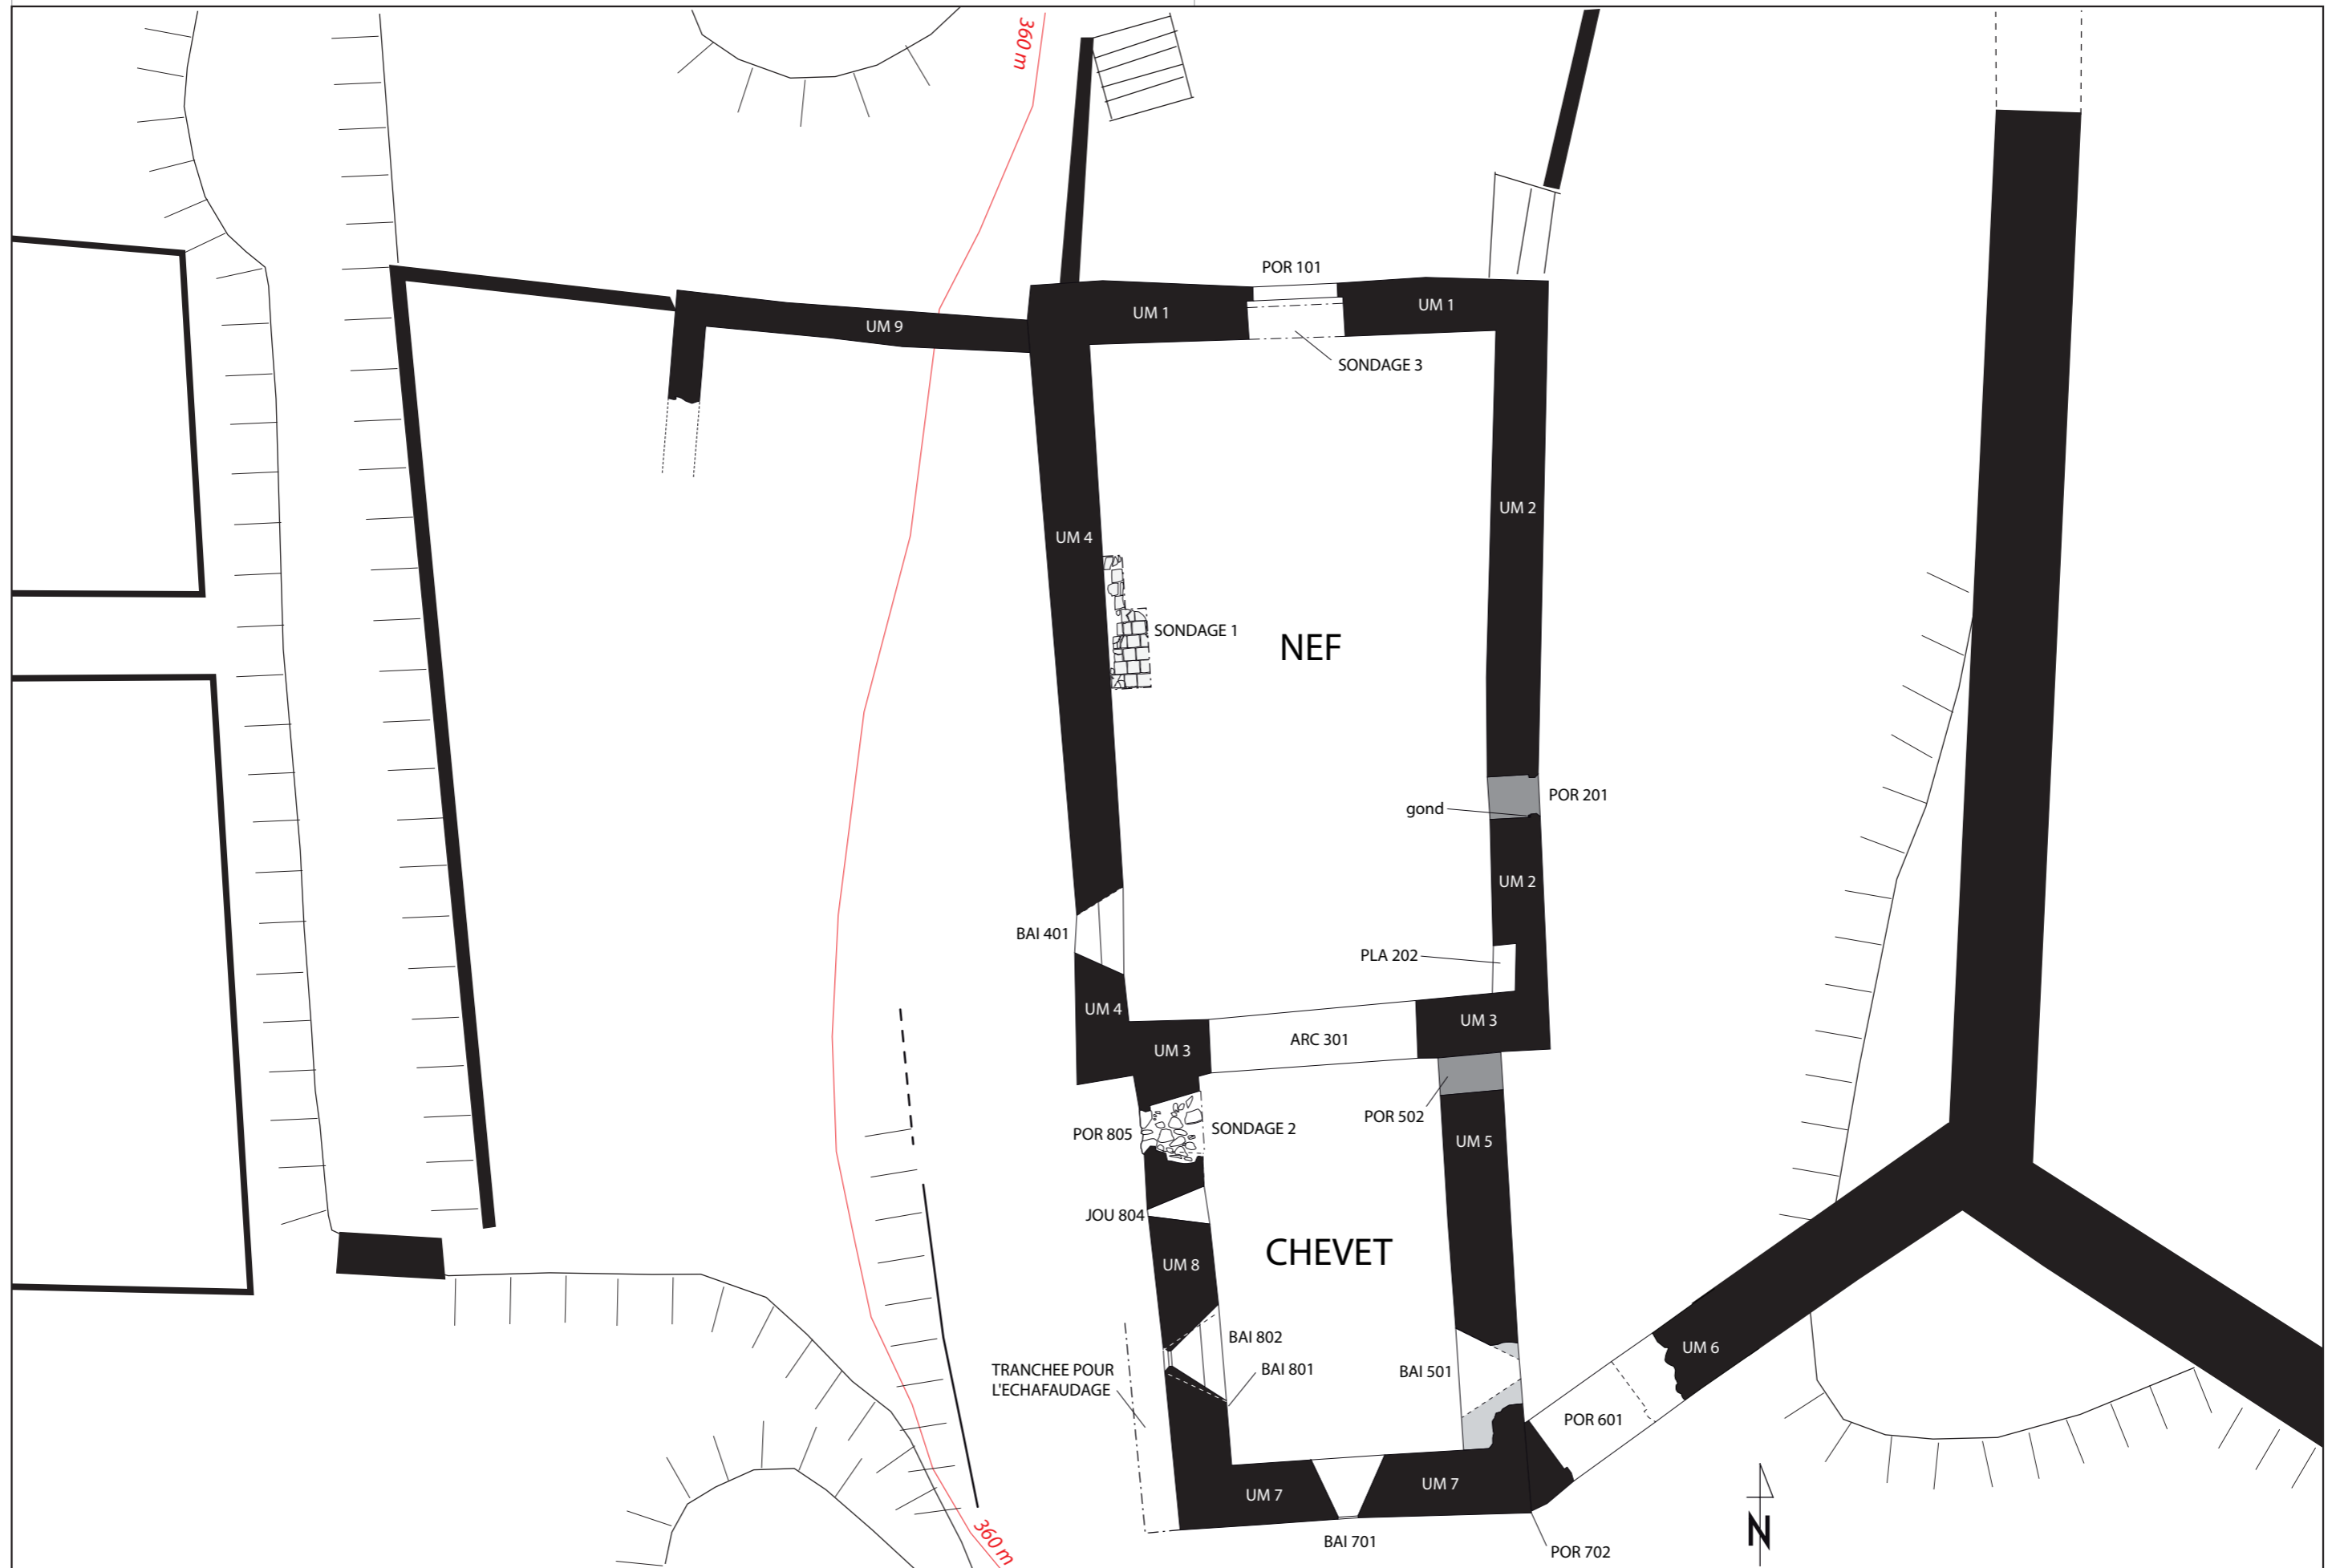 360 m
POR 101
UM 1
UM 1
UM 9
SONDAGE 3
UM 2
UM 4
SONDAGE 1
NEF
POR 201
gond
UM 2
BAI 401
PLA 202
UM 4
UM 3
ARC 301
UM 3
POR 502
POR 805
SONDAGE 2
UM 5
JOU 804
CHEVET
UM 8
BAI 802
UM 6
TRANCHEE POUR
L'ECHAFAUDAGE
BAI 801
BAI 501
POR 601
UM 7
UM 7
N
360 m
BAI 701
POR 702